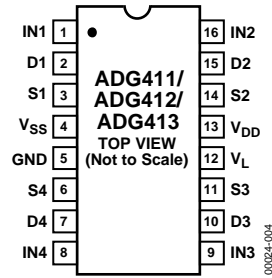 IN1 1
D1 2
S1 3
VSS 4
GND 5
S4 6
D4 7
IN4 8
ADG411/
ADG412/
ADG413
TOP VIEW
(Not to Scale)
16 IN2
15 D2
14 S2
13 VDD
12 VL
11 S3
10 D3
9 IN3
00024-004